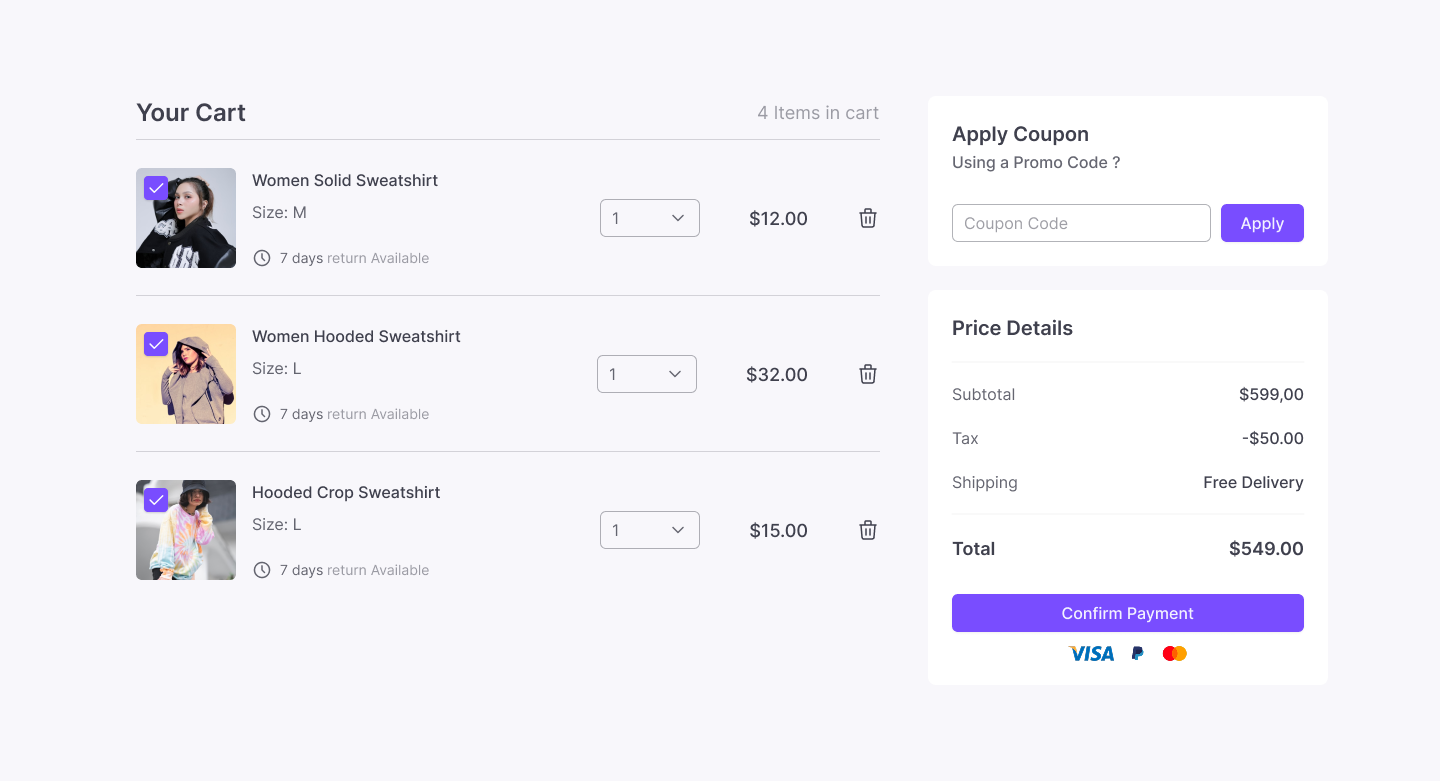 Your Cart
4 Items in cart
Women Solid Sweatshirt
Size: M
1
$12.00
7 days return Available
Women Hooded Sweatshirt
Size: L
1
$32.00
7 days return Available
Hooded Crop Sweatshirt
Size: L
1
$15.00
7 days return Available
Apply Coupon
Using a Promo Code ?
Coupon Code
Apply
Price Details
Subtotal $599,00
Tax -$50.00
Shipping Free Delivery
Total $549.00
Confirm Payment
VISA